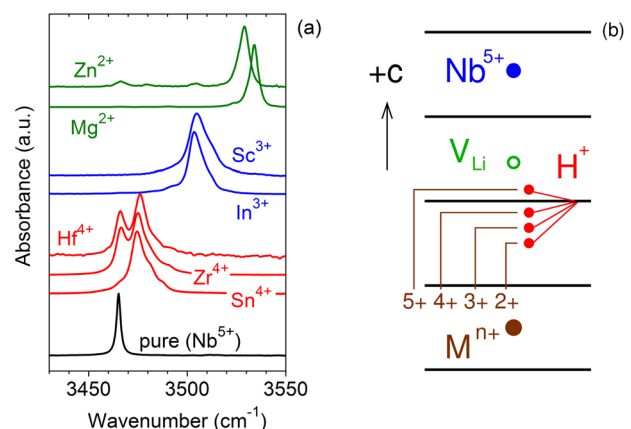 (a)
Zn²⁺
Mg²⁺
Sc³⁺
In³⁺
Hf⁴⁺
Zr⁴⁺
Sn⁴⁺
pure (Nb⁵⁺)
Absorbance (a.u.)
3450 3500 3550
Wavenumber (cm⁻¹)
(b)
+c
Nb⁵⁺
V_Li
H⁺
5+ 4+ 3+ 2+
Mⁿ⁺